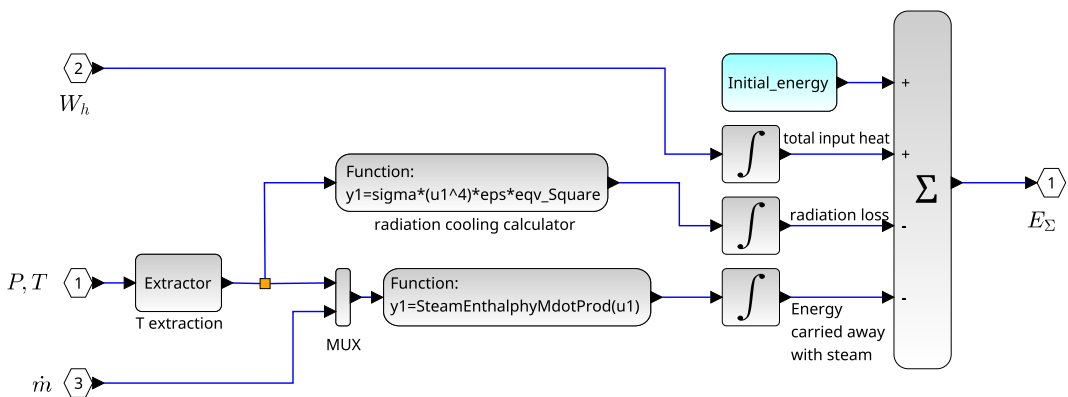 2
W_h
Initial_energy
+
∫
total input heat
+
Function:
y1=sigma*(u1^4)*eps*eqv_Square
radiation cooling calculator
Σ
1
E_Σ
∫
radiation loss
-
P, T
1
Extractor
T extraction
MUX
Function:
y1=SteamEnthalphyMdotProd(u1)
∫
-
Energy
carried away
with steam
ṁ
3